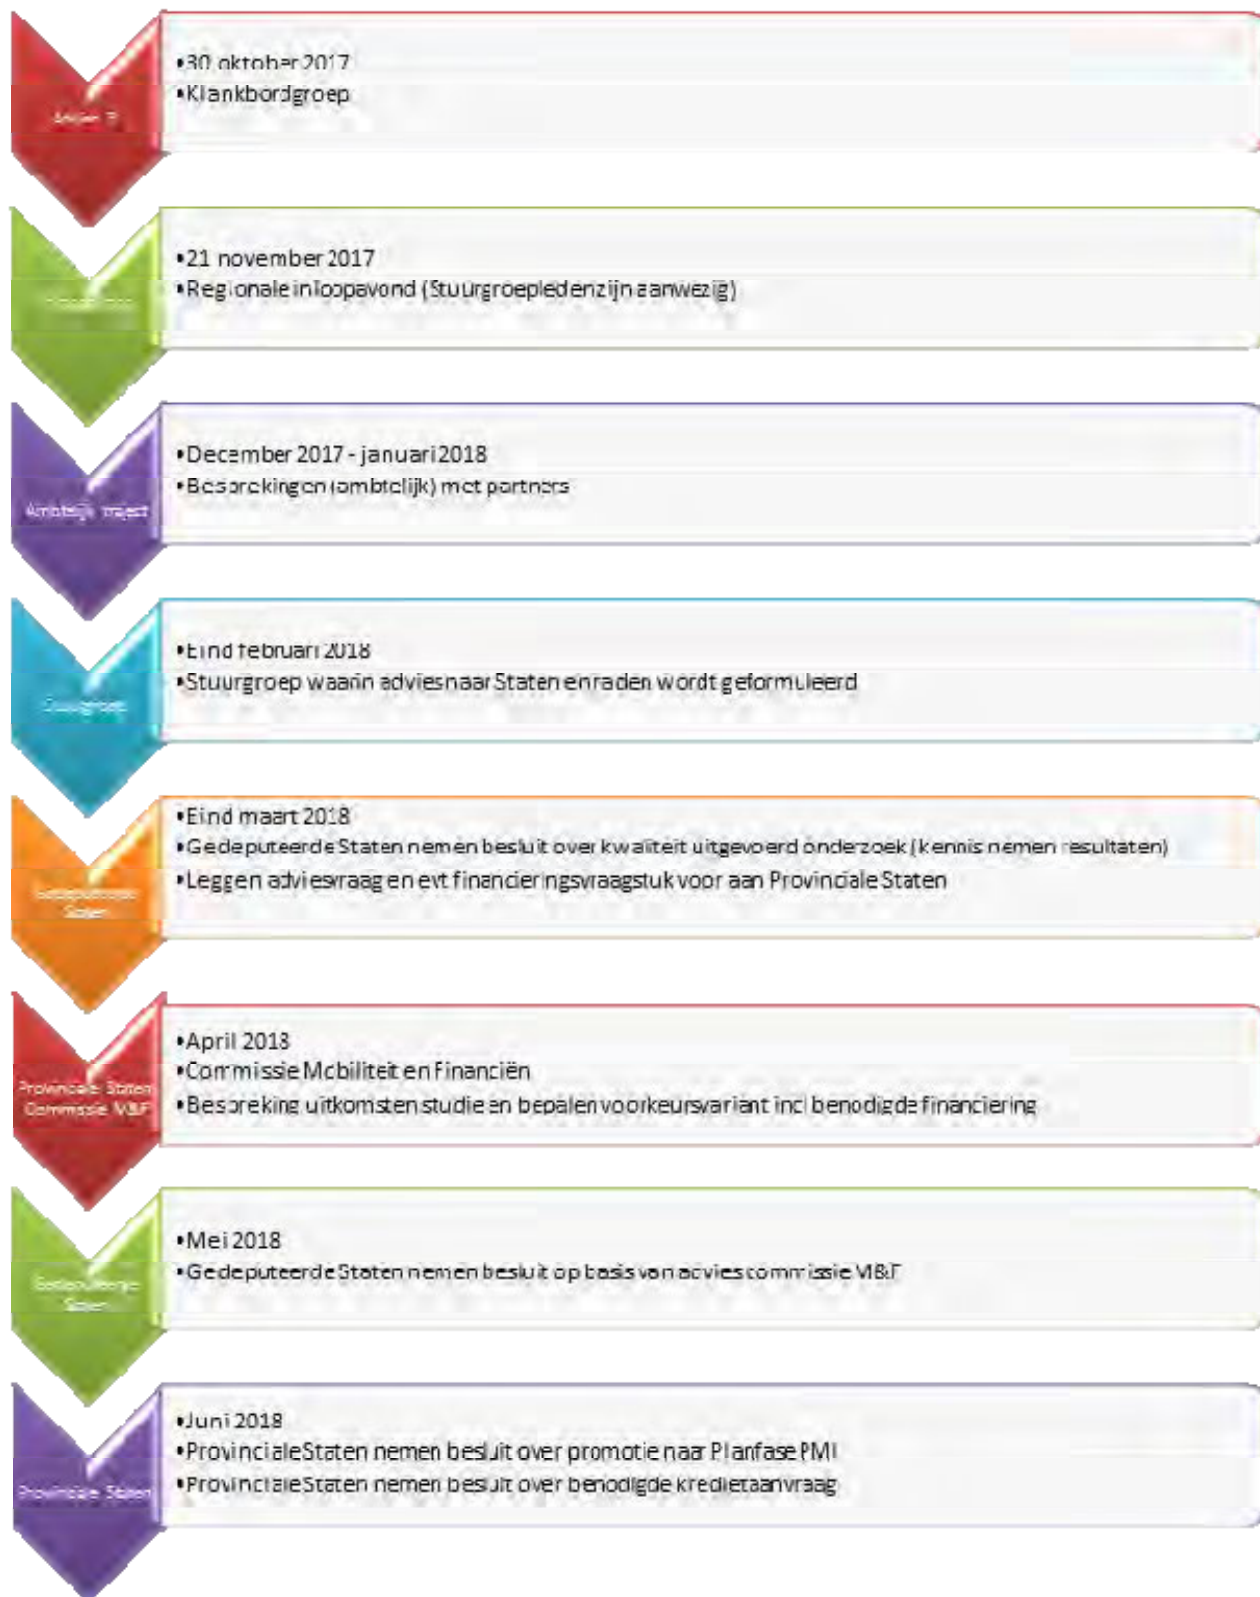 •30 oktober 2017
•Klankbordgroep
•21 november 2017
•Regionale inloopavond (Stuurgroepleden zijn aanwezig)
Ambtelijk traject
•December 2017 - januari 2018
•Besprekingen (ambtelijk) met partners
Stuurgroep
•Eind februari 2018
•Stuurgroep waarin advies naar Staten en raden wordt geformuleerd
Gedeputeerde
Staten
•Eind maart 2018
•Gedeputeerde Staten nemen besluit over kwaliteit uitgevoerd onderzoek (kennis nemen resultaten)
•Leggen adviesvraag en evt financieringsvraagstuk voor aan Provinciale Staten
Provinciale Staten
Commissie M&F
•April 2018
•Commissie Mobiliteit en Financiën
•Bespreking uitkomsten studie en bepalen voorkeursvariant incl benodigde financiering
Gedeputeerde
Staten
•Mei 2018
•Gedeputeerde Staten nemen besluit op basis van advies commissie M&F
Provinciale Staten
•Juni 2018
•Provinciale Staten nemen besluit over promotie naar Planfase PMI
•Provinciale Staten nemen besluit over benodigde kredietaanvraag